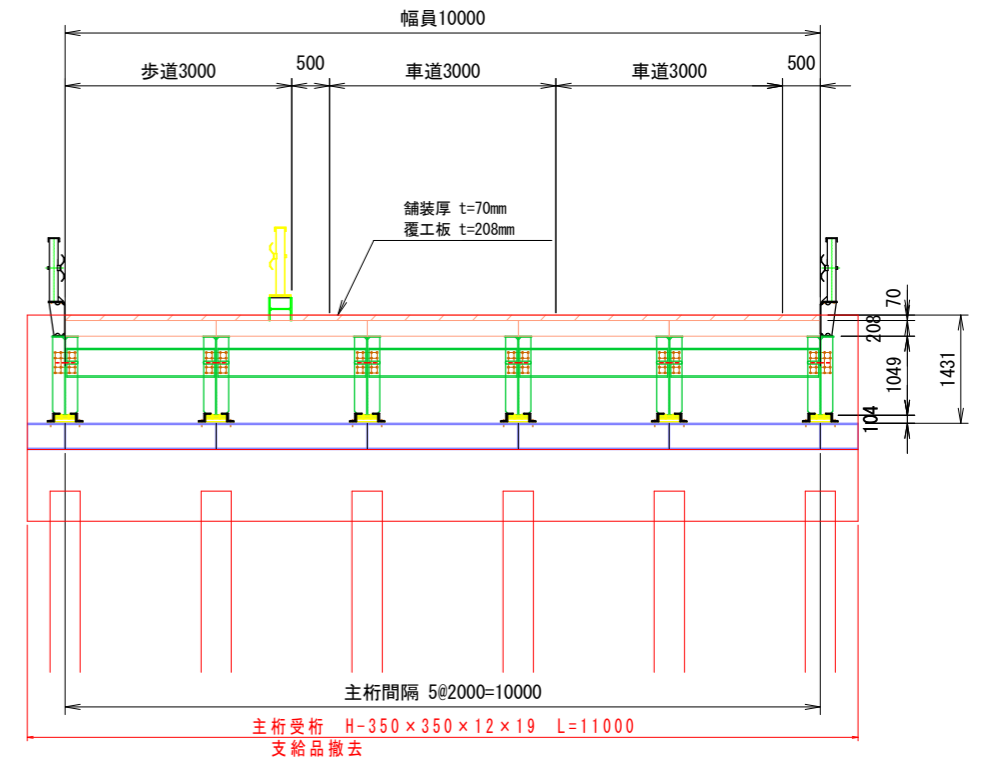 幅員10000
歩道3000
500
車道3000
車道3000
500
舗装厚 t=70mm
覆工板 t=208mm
70
208
1049
1431
104
主桁間隔 5@2000=10000
主桁受桁 H-350×350×12×19 L=11000
支給品撤去